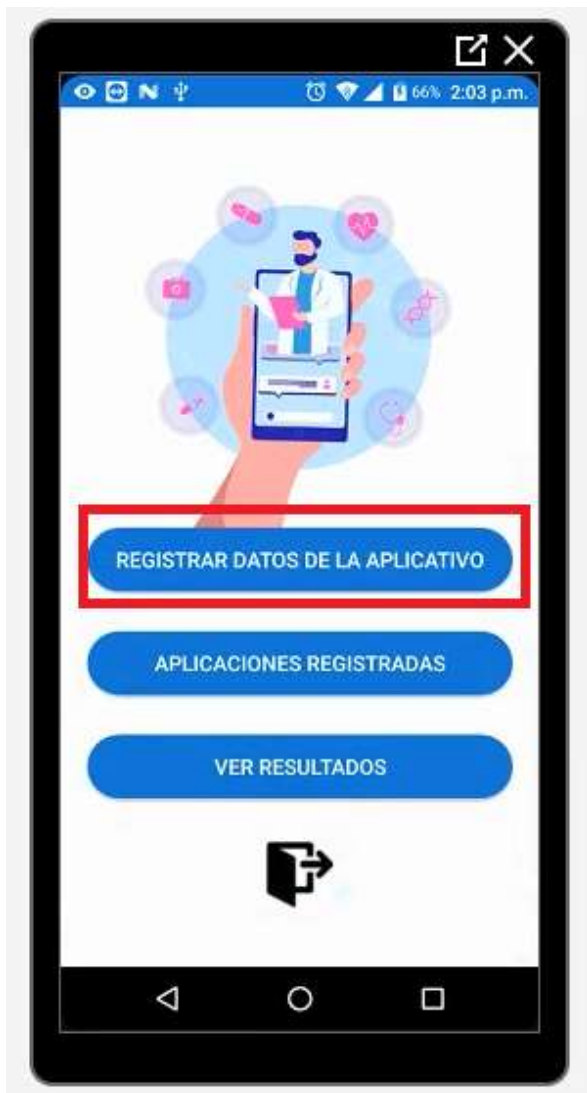 66% 2:03 p.m.
REGISTRAR DATOS DE LA APLICATIVO
APLICACIONES REGISTRADAS
VER RESULTADOS